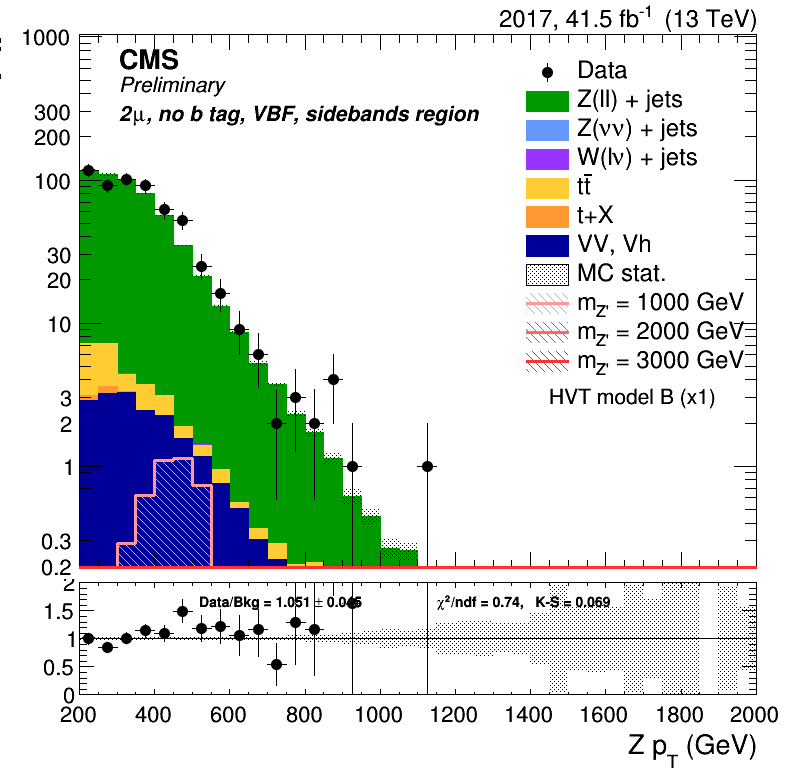 2017, 41.5 fb⁻¹ (13 TeV)
1000
CMS
Preliminary
2μ, no b tag, VBF, sidebands region
Data
Z(ll) + jets
Z(νν) + jets
W(lν) + jets
tt̄
t+X
VV, Vh
MC stat.
m_Z' = 1000 GeV
m_Z' = 2000 GeV
m_Z' = 3000 GeV
HVT model B (x1)
300
200
100
30
20
10
3
2
1
0.3
0.2
2
1.5
1
0.5
0
Data/Bkg = 1.051 ± 0.045
χ²/ndf = 0.74, K-S = 0.069
200 400 600 800 1000 1200 1400 1600 1800 2000
Z p_T (GeV)